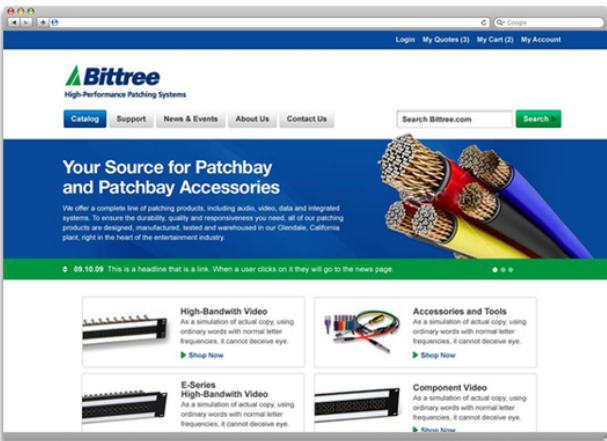 Google
Login My Quotes (3) My Cart (2) My Account
Bittree
High-Performance Patching Systems
Catalog Support News & Events About Us Contact Us Search Bittree.com Search
Your Source for Patchbay
and Patchbay Accessories
We offer a complete line of patching products, including audio, video, data and integrated
systems. To ensure the durability, quality and responsiveness you need, all of our patching
products are designed, manufactured, tested and warehoused in our Glendale, California
plant, right in the heart of the entertainment industry.
09.10.09 This is a headline that is a link. When a user clicks on it they will go to the news page.
High-Bandwith Video
As a simulation of actual copy, using
ordinary words with normal letter
frequencies, it cannot deceive eye.
Shop Now
Accessories and Tools
As a simulation of actual copy, using
ordinary words with normal letter
frequencies, it cannot deceive eye.
Shop Now
E-Series
High-Bandwith Video
As a simulation of actual copy, using
ordinary words with normal letter
frequencies, it cannot deceive eye.
Component Video
As a simulation of actual copy, using
ordinary words with normal letter
frequencies, it cannot deceive eye.
Shop Now